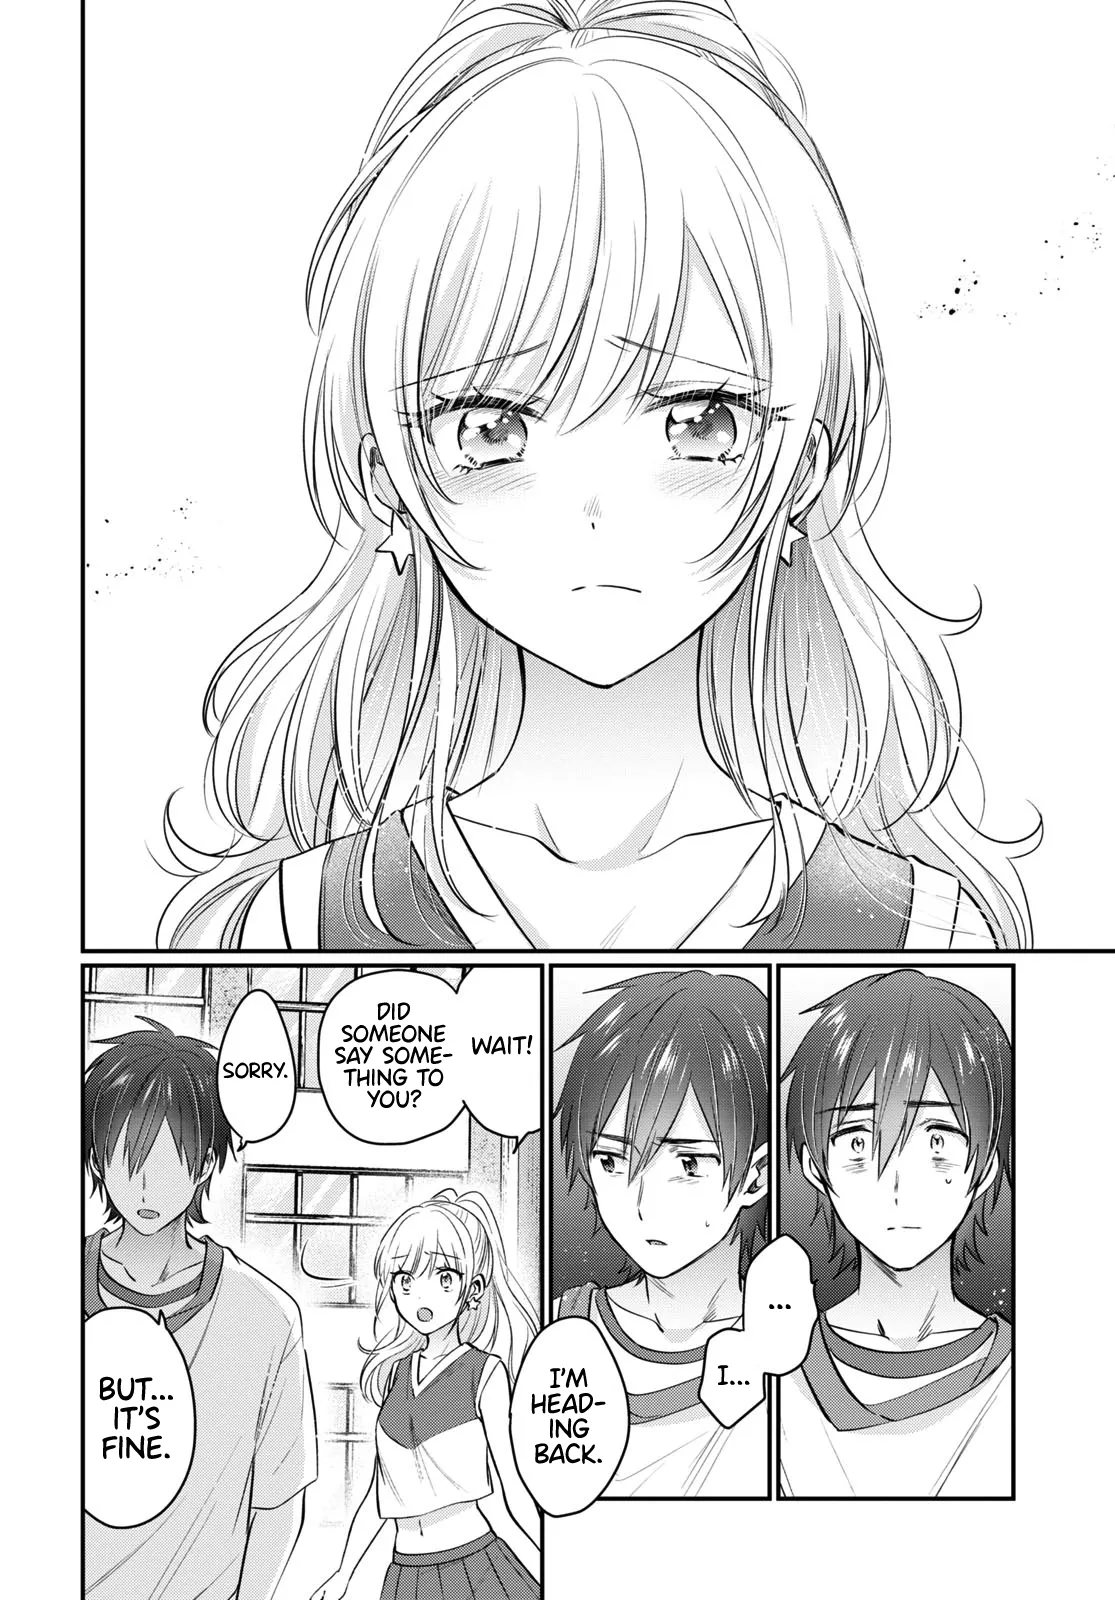 ...
I...
I'M
HEAD-
ING
BACK.
WAIT!
DID
SOMEONE
SAY SOME-
THING TO
YOU?
SORRY.
BUT...
IT'S
FINE.